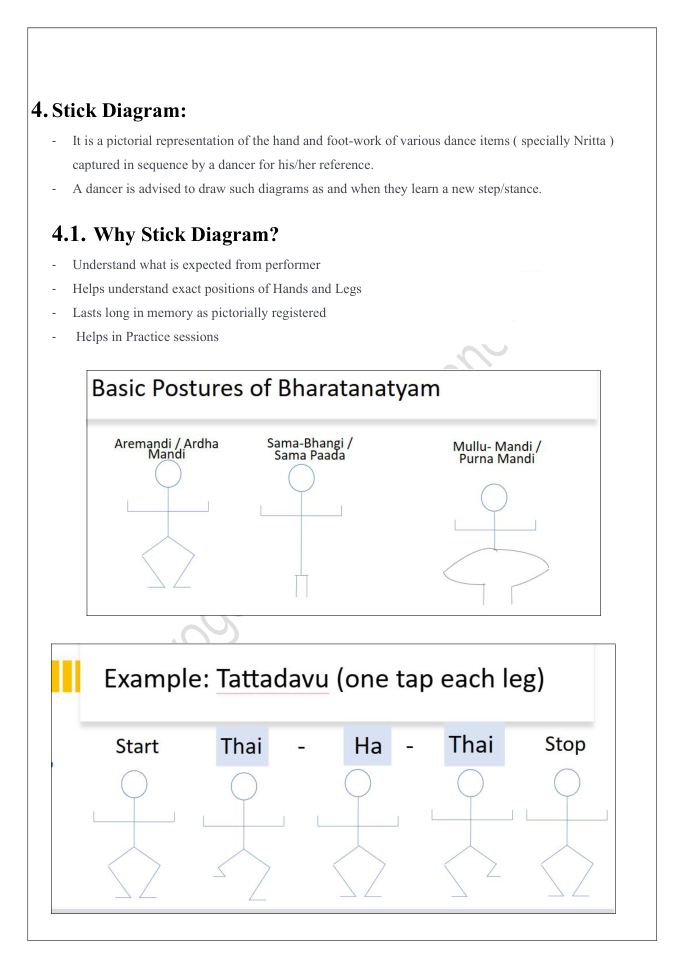 4. Stick Diagram:
- It is a pictorial representation of the hand and foot-work of various dance items ( specially Nritta )
captured in sequence by a dancer for his/her reference.
- A dancer is advised to draw such diagrams as and when they learn a new step/stance.
4.1. Why Stick Diagram?
- Understand what is expected from performer
- Helps understand exact positions of Hands and Legs
- Lasts long in memory as pictorially registered
- Helps in Practice sessions
Basic Postures of Bharatanatyam
Aremandi / Ardha
Mandi
Sama-Bhangi /
Sama Paada
Mullu- Mandi /
Purna Mandi
Example: Tattadavu (one tap each leg)
Start Thai - Ha - Thai Stop